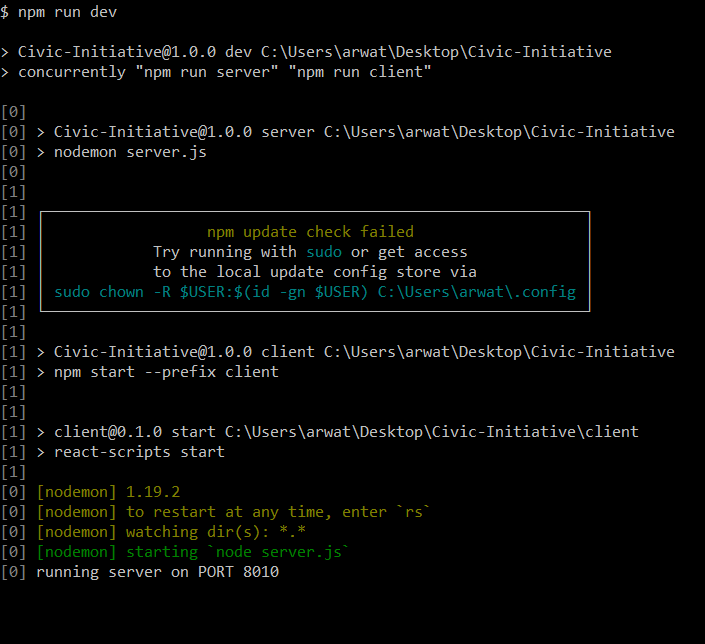 $ npm run dev
> Civic-Initiative@1.0.0 dev C:\Users\arwat\Desktop\Civic-Initiative
> concurrently "npm run server" "npm run client"
[0]
[0] > Civic-Initiative@1.0.0 server C:\Users\arwat\Desktop\Civic-Initiative
[0] > nodemon server.js
[0]
[1]
[1]
[1] npm update check failed
[1] Try running with sudo or get access
[1] to the local update config store via
[1] sudo chown -R $USER:$(id -gn $USER) C:\Users\arwat\.config
[1]
[1]
[1] > Civic-Initiative@1.0.0 client C:\Users\arwat\Desktop\Civic-Initiative
[1] > npm start --prefix client
[1]
[1]
[1] > client@0.1.0 start C:\Users\arwat\Desktop\Civic-Initiative\client
[1] > react-scripts start
[1]
[0] [nodemon] 1.19.2
[0] [nodemon] to restart at any time, enter `rs`
[0] [nodemon] watching dir(s): *.*
[0] [nodemon] starting `node server.js`
[0] running server on PORT 8010